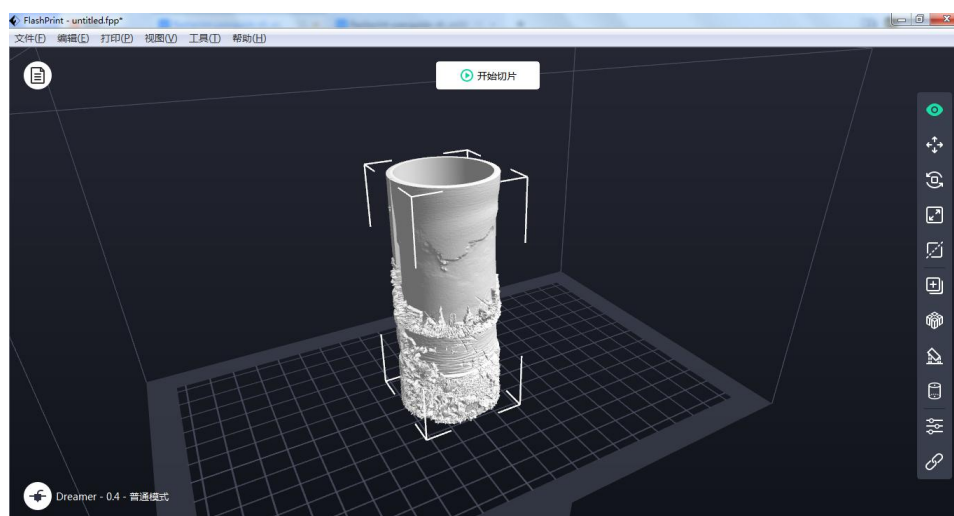 FlashPrint - untitled.fpp*
文件(F) 编辑(E) 打印(P) 视图(V) 工具(T) 帮助(H)
开始切片
Dreamer - 0.4 - 普通模式